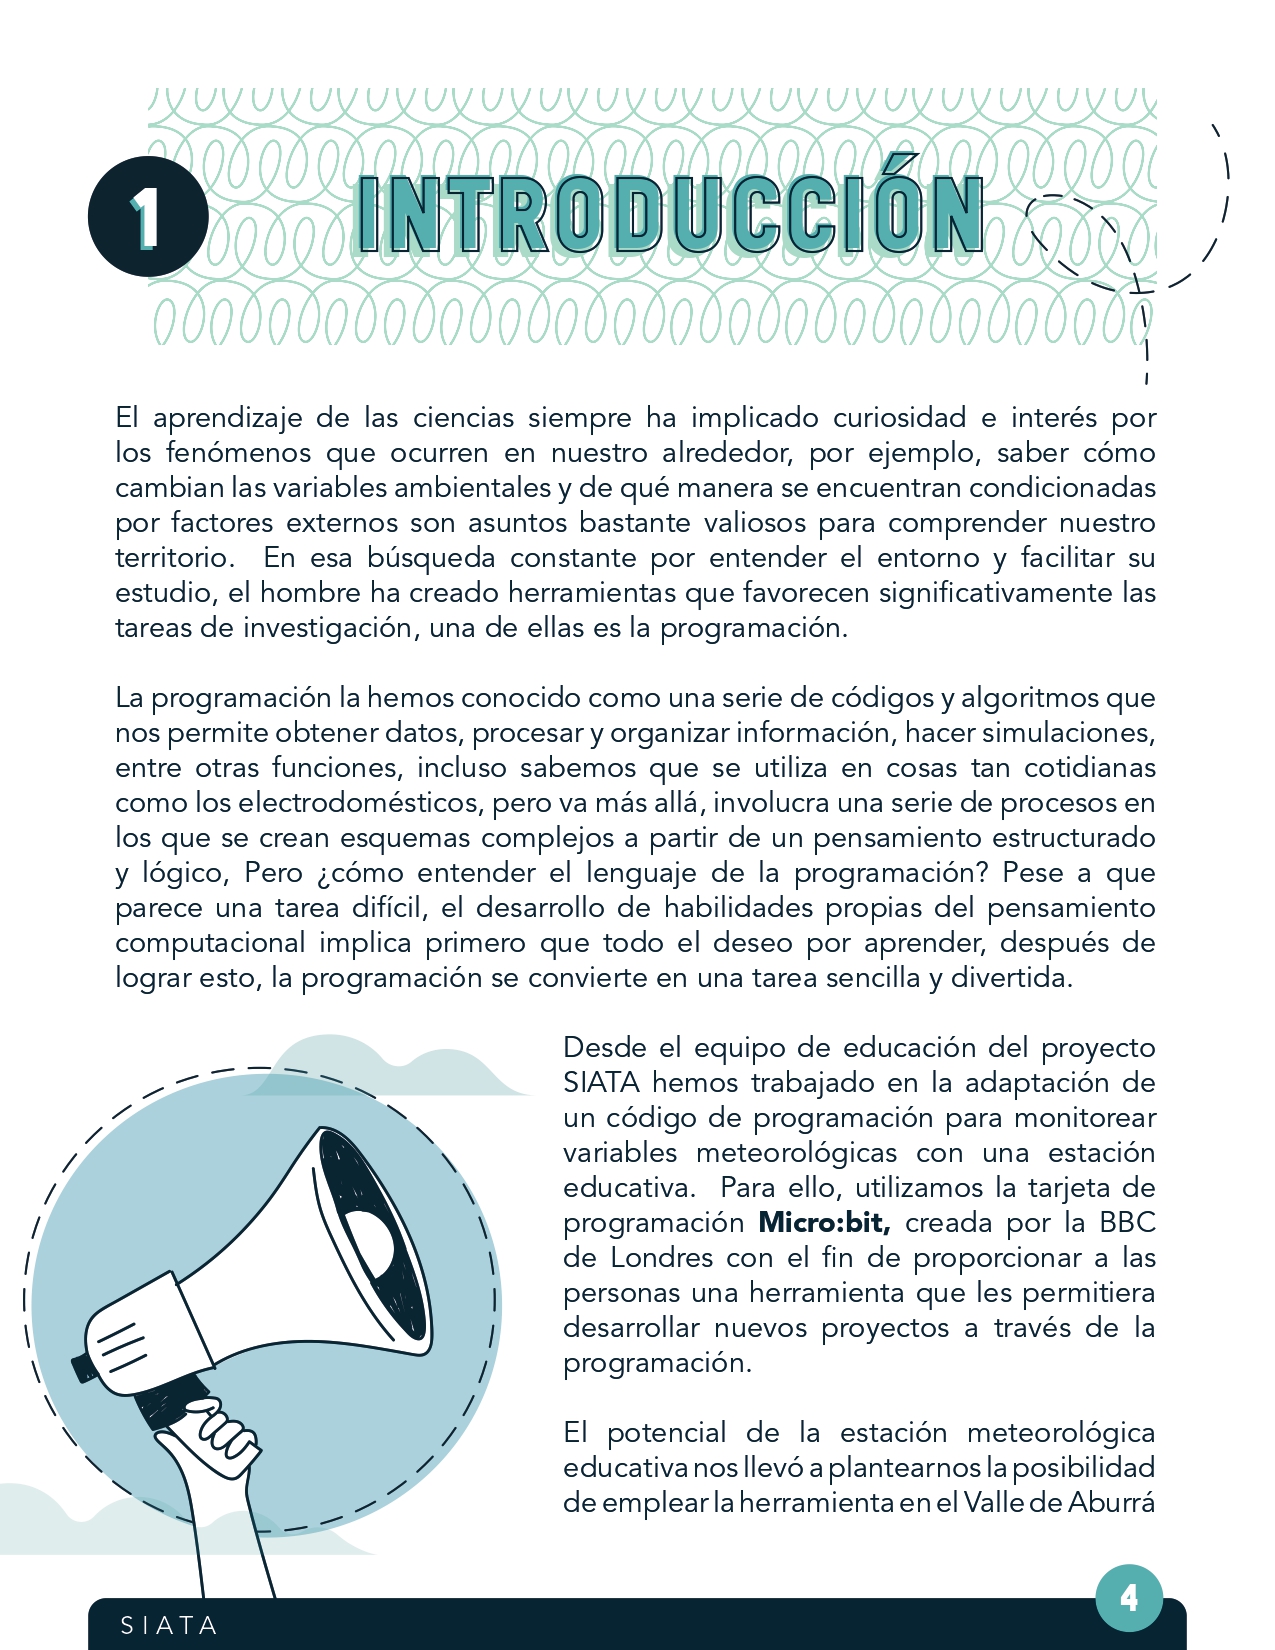 1
INTRODUCCIÓN
El aprendizaje de las ciencias siempre ha implicado curiosidad e interés por
los fenómenos que ocurren en nuestro alrededor, por ejemplo, saber cómo
cambian las variables ambientales y de qué manera se encuentran condicionadas
por factores externos son asuntos bastante valiosos para comprender nuestro
territorio. En esa búsqueda constante por entender el entorno y facilitar su
estudio, el hombre ha creado herramientas que favorecen significativamente las
tareas de investigación, una de ellas es la programación.
La programación la hemos conocido como una serie de códigos y algoritmos que
nos permite obtener datos, procesar y organizar información, hacer simulaciones,
entre otras funciones, incluso sabemos que se utiliza en cosas tan cotidianas
como los electrodomésticos, pero va más allá, involucra una serie de procesos en
los que se crean esquemas complejos a partir de un pensamiento estructurado
y lógico, Pero ¿cómo entender el lenguaje de la programación? Pese a que
parece una tarea difícil, el desarrollo de habilidades propias del pensamiento
computacional implica primero que todo el deseo por aprender, después de
lograr esto, la programación se convierte en una tarea sencilla y divertida.
Desde el equipo de educación del proyecto
SIATA hemos trabajado en la adaptación de
un código de programación para monitorear
variables meteorológicas con una estación
educativa. Para ello, utilizamos la tarjeta de
programación Micro:bit, creada por la BBC
de Londres con el fin de proporcionar a las
personas una herramienta que les permitiera
desarrollar nuevos proyectos a través de la
programación.
El potencial de la estación meteorológica
educativa nos llevó a plantearnos la posibilidad
de emplear la herramienta en el Valle de Aburrá
4
SIATA